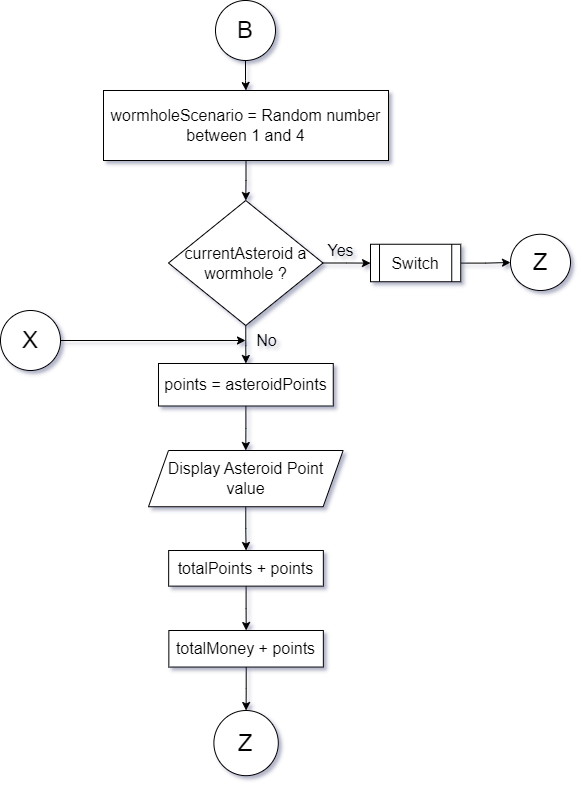 B
wormholeScenario = Random number
between 1 and 4
currentAsteroid a
wormhole ?
Yes
Switch
Z
X
No
points = asteroidPoints
Display Asteroid Point
value
totalPoints + points
totalMoney + points
Z